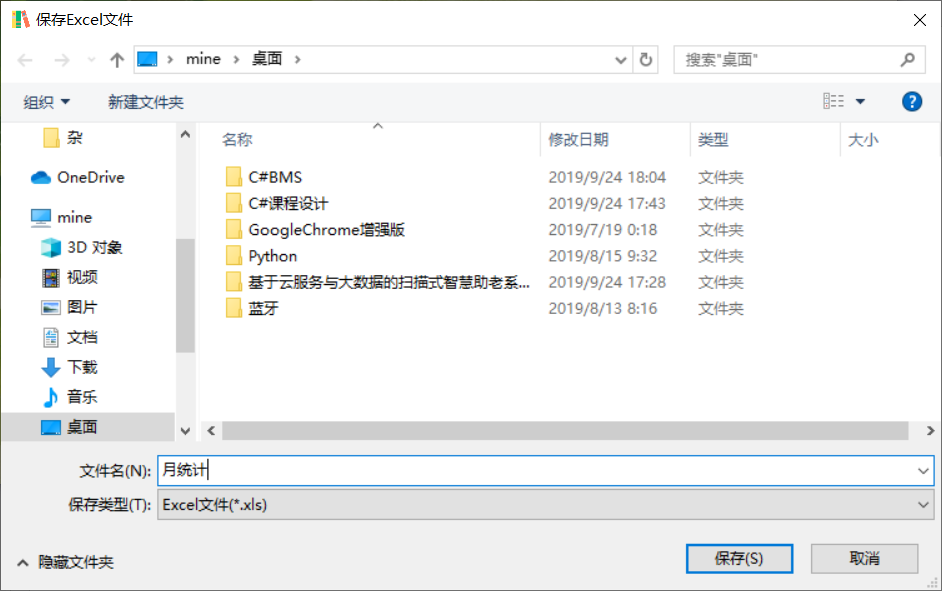 保存Excel文件
mine 桌面
搜索"桌面"
组织 新建文件夹
?
名称 修改日期 类型 大小
杂
OneDrive
mine
3D 对象
视频
图片
文档
下载
音乐
桌面
C#BMS 2019/9/24 18:04 文件夹
C#课程设计 2019/9/24 17:43 文件夹
GoogleChrome增强版 2019/7/19 0:18 文件夹
Python 2019/8/15 9:32 文件夹
基于云服务与大数据的扫描式智慧助老系... 2019/9/24 17:28 文件夹
蓝牙 2019/8/13 8:16 文件夹
文件名(N): 月统计
保存类型(T): Excel文件(*.xls)
隐藏文件夹
保存(S) 取消